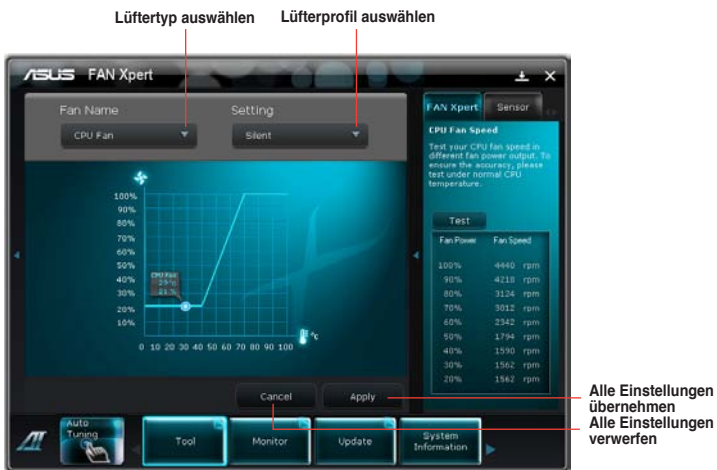 Lüftertyp auswählen
Lüfterprofil auswählen
ASUS FAN Xpert
Fan Name
Setting
CPU Fan
Silent
100%
90%
80%
70%
60%
50%
40%
30%
20%
10%
CPU Fan
0 10 20 30 40 50 60 70 80 90 100
°C
Cancel
Apply
FAN Xpert
Sensor
CPU Fan Speed
Test your CPU fan speed in
different fan power output. To
ensure the accuracy, please
test under normal CPU
temperature.
Test
Fan Power Fan Speed
100% 4440 rpm
90% 4218 rpm
80% 3124 rpm
70% 3012 rpm
60% 2342 rpm
50% 1794 rpm
40% 1590 rpm
30% 1562 rpm
20% 1562 rpm
Alle Einstellungen
übernehmen
Alle Einstellungen
verwerfen
Auto
Tuning
Tool
Monitor
Update
System
Information